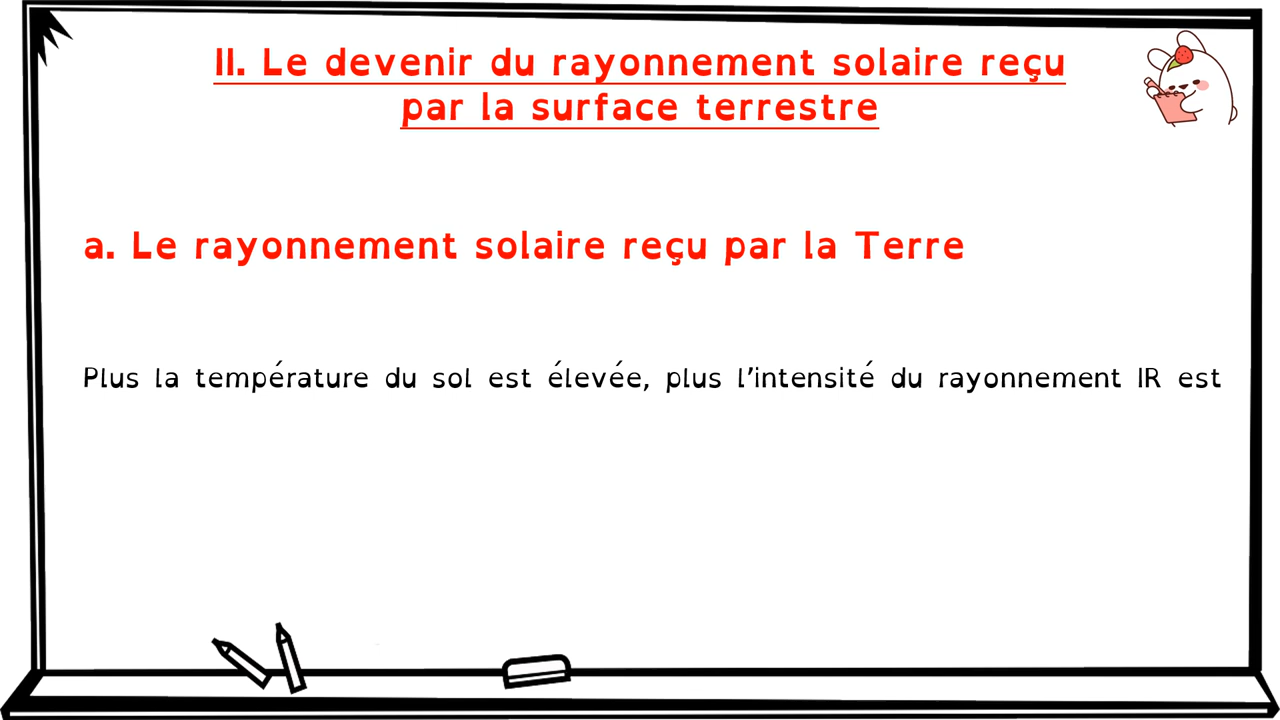 II. Le devenir du rayonnement solaire reçu
par la surface terrestre
a. Le rayonnement solaire reçu par la Terre
Plus la température du sol est élevée, plus l'intensité du rayonnement IR est